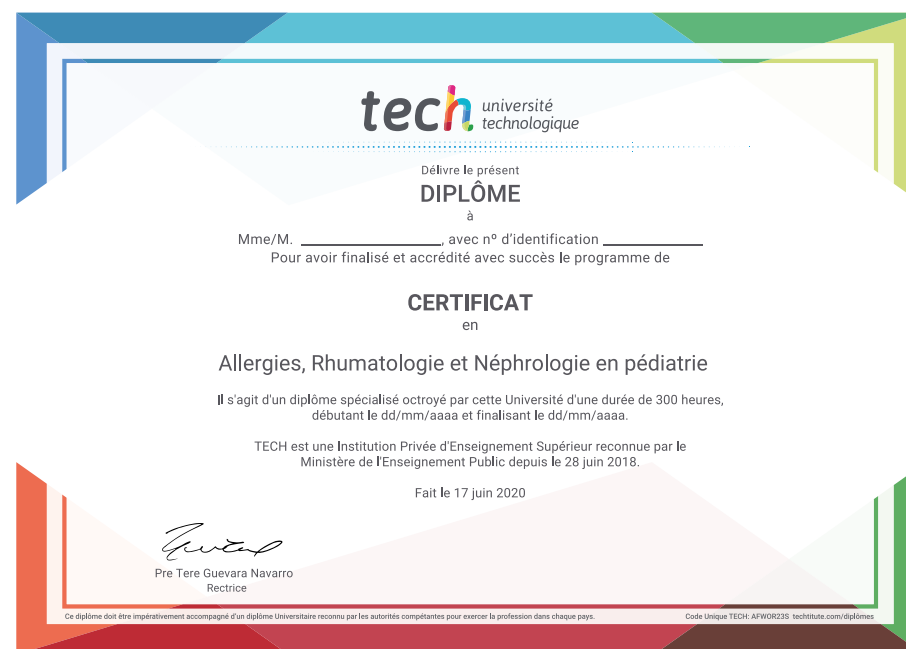 tech université
technologique
Délivre le présent
DIPLÔME
à
Mme/M. ____________________, avec nº d'identification ______________
Pour avoir finalisé et accrédité avec succès le programme de
CERTIFICAT
en
Allergies, Rhumatologie et Néphrologie en pédiatrie
Il s'agit d'un diplôme spécialisé octroyé par cette Université d'une durée de 300 heures,
débutant le dd/mm/aaaa et finalisant le dd/mm/aaaa.
TECH est une Institution Privée d'Enseignement Supérieur reconnue par le
Ministère de l'Enseignement Public depuis le 28 juin 2018.
Fait le 17 juin 2020
Pre Tere Guevara Navarro
Rectrice
Ce diplôme doit être impérativement accompagné d'un diplôme Universitaire reconnu par les autorités compétantes pour exercer la profession dans chaque pays.
Code Unique TECH: AFWOR23S techtitute.com/diplômes